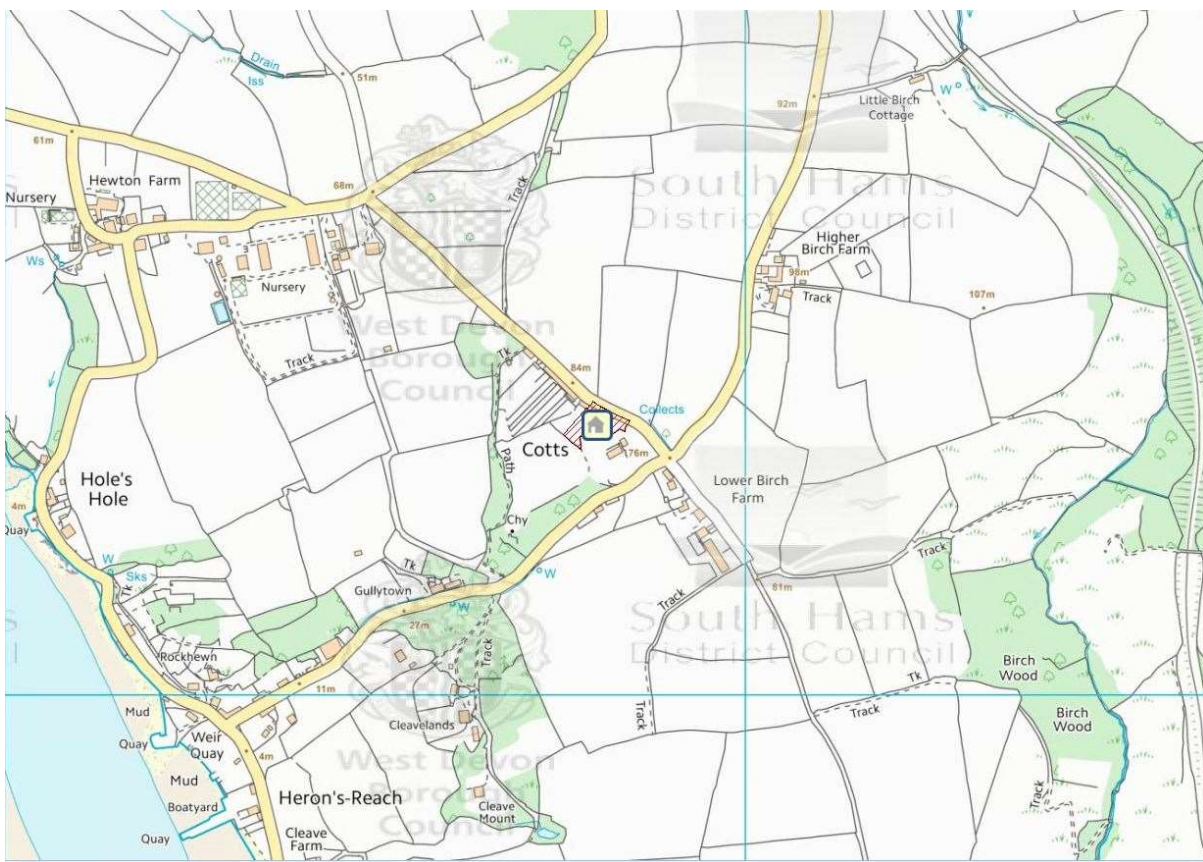 Drain
Iss
51m
92m
Little Birch
Cottage
W
61m
Hewton Farm
Nursery
68m
South Hams
District Council
Track
Higher
Birch Farm
98m
Track
107m
Ws
Nursery
West Devon
Borough
Council
Track
Tk
84m
Collects
Cotts
76m
Path
Hole's
Hole
4m
Quay
Lower Birch
Farm
Chy
W
Sks
Tk
Tk
Gullytown
W
W
27m
Track
Track
81m
Track
South Hams
District Council
Rockhewn
11m
Birch
Wood
Birch
Wood
Track
Tk
Track
Mud
Quay
Weir
Quay
4m
Cleavelands
West Devon
Borough
Council
Mud
Boatyard
Quay
Heron's-Reach
Cleave
Farm
Cleave
Mount
Track